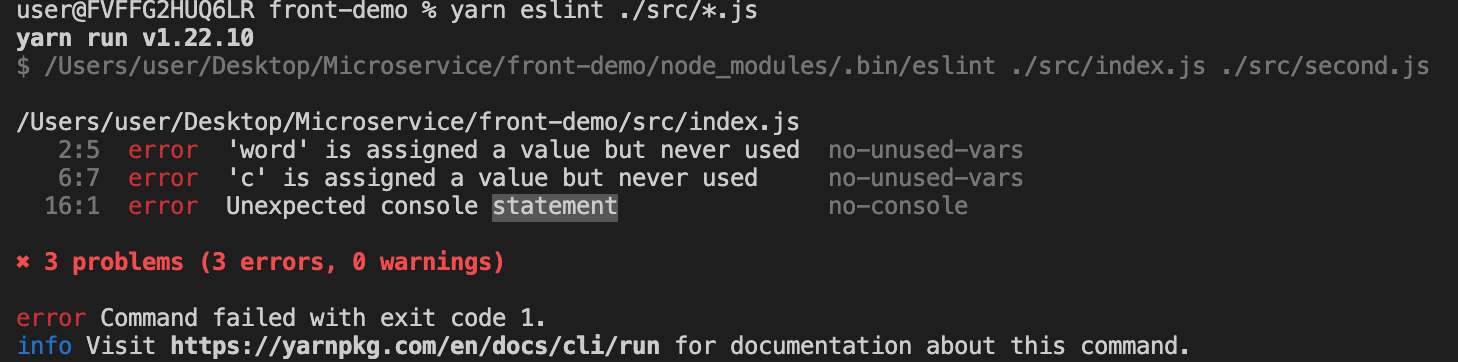 user@FVFFG2HUQ6LR front-demo % yarn eslint ./src/*.js
yarn run v1.22.10
$ /Users/user/Desktop/Microservice/front-demo/node_modules/.bin/eslint ./src/index.js ./src/second.js
/Users/user/Desktop/Microservice/front-demo/src/index.js
2:5 error 'word' is assigned a value but never used no-unused-vars
6:7 error 'c' is assigned a value but never used no-unused-vars
16:1 error Unexpected console statement no-console
✖ 3 problems (3 errors, 0 warnings)
error Command failed with exit code 1.
info Visit https://yarnpkg.com/en/docs/cli/run for documentation about this command.